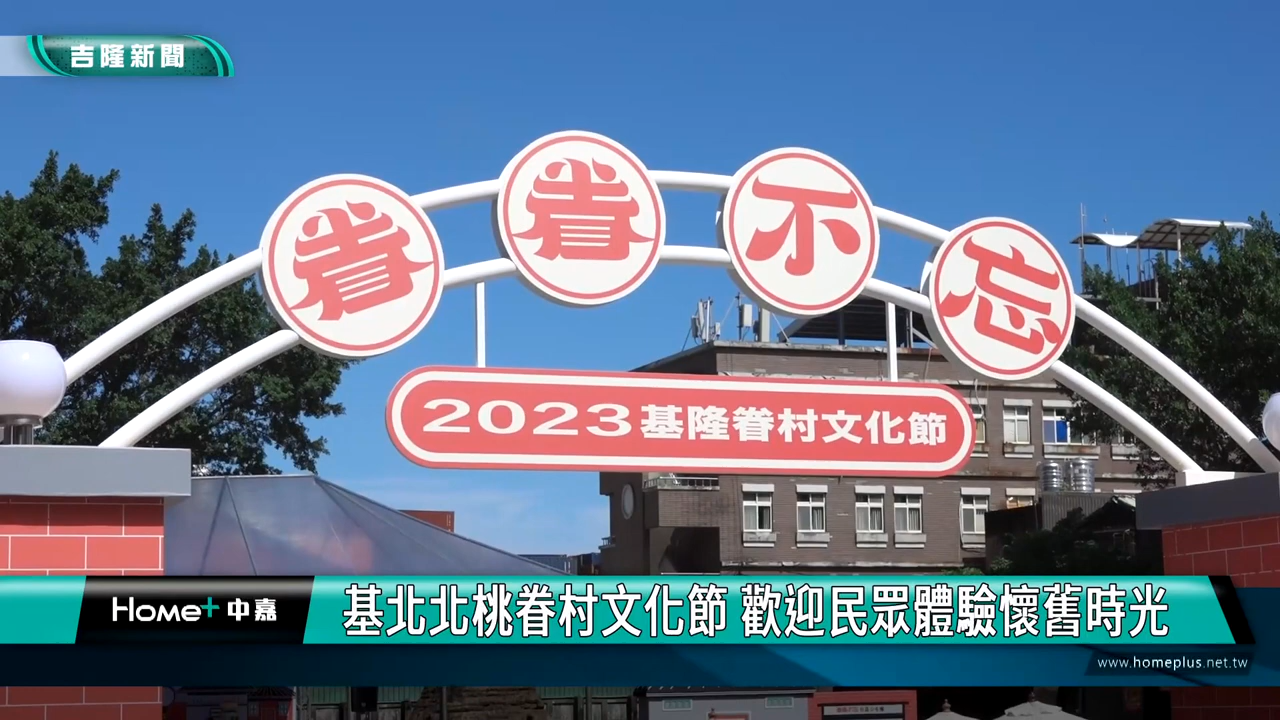 吉隆新聞
眷眷不忘
2023基隆眷村文化節
Home+中嘉
基北北桃眷村文化節 歡迎民眾體驗懷舊時光
www.homeplus.net.tw